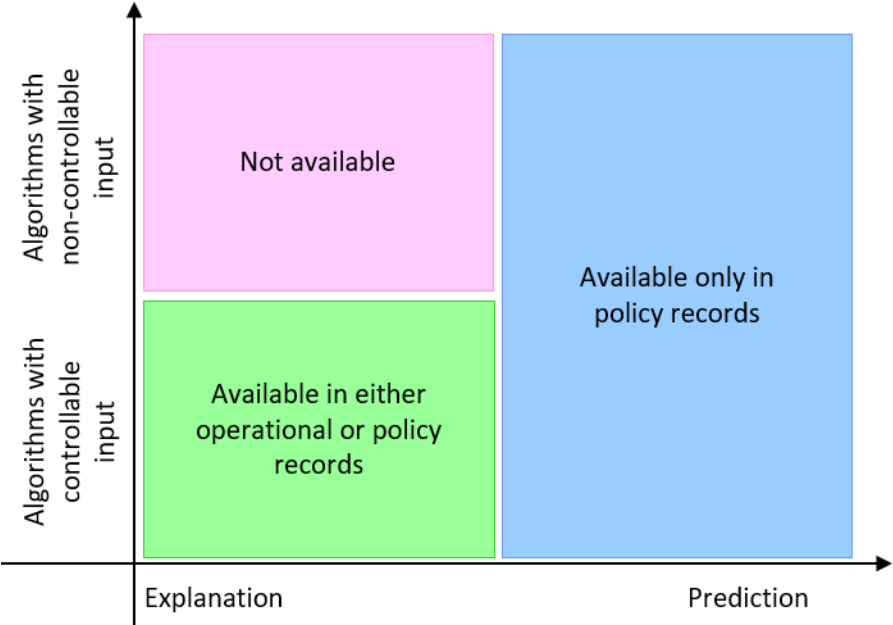 Algorithms with
non-controllable
input
Not available
Available only in
policy records
Algorithms with
controllable
input
Available in either
operational or policy
records
Explanation
Prediction